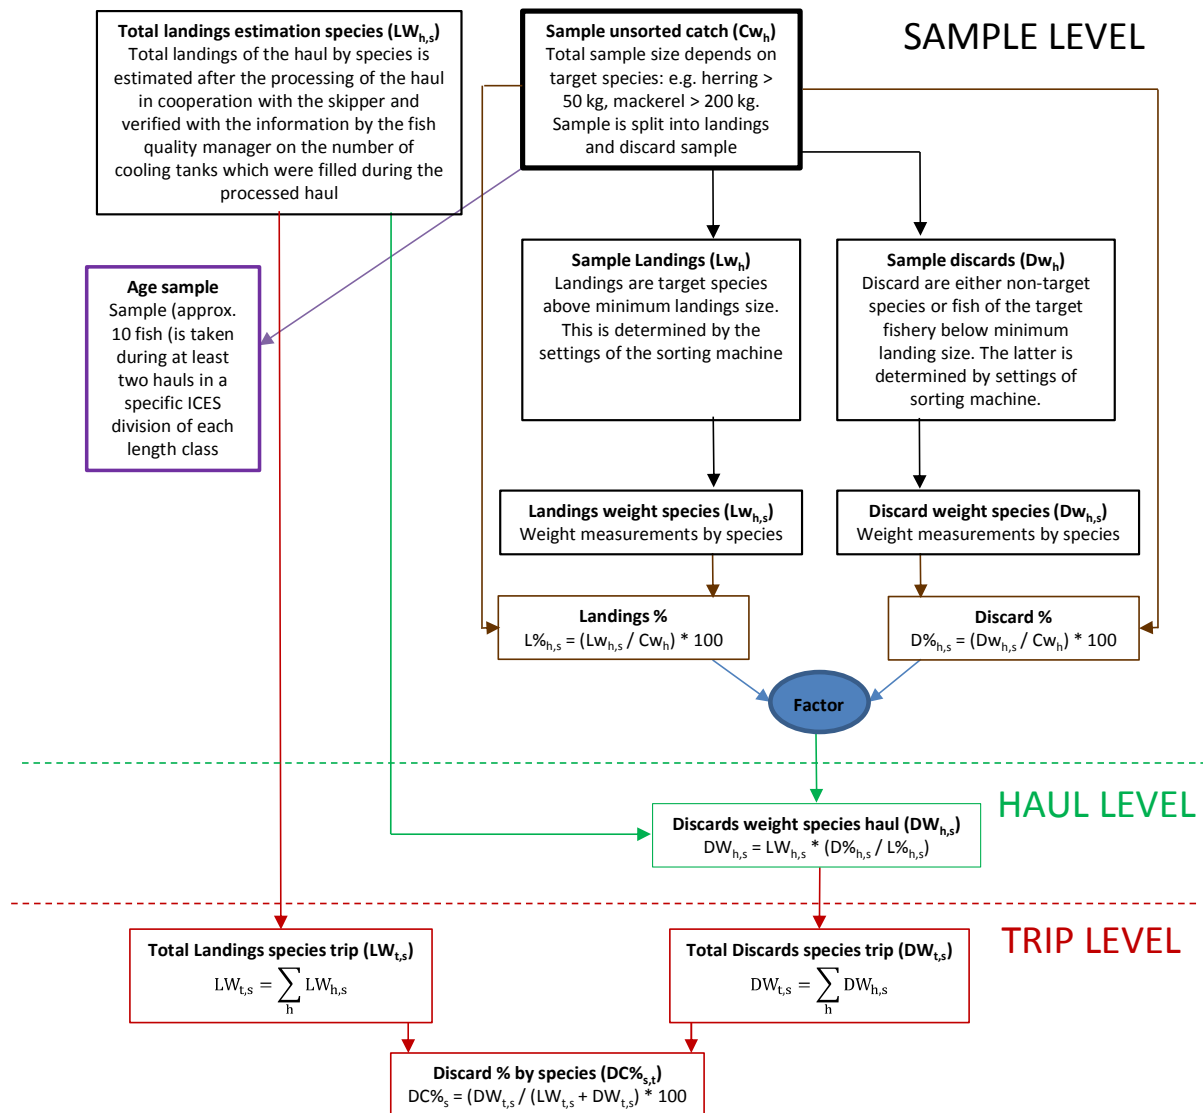 Total landings estimation species (LWh,s)
Total landings of the haul by species is
estimated after the processing of the haul
in cooperation with the skipper and
verified with the information by the fish
quality manager on the number of
cooling tanks which were filled during the
processed haul
Sample unsorted catch (Cwh)
Total sample size depends on
target species: e.g. herring >
50 kg, mackerel > 200 kg.
Sample is split into landings
and discard sample
SAMPLE LEVEL
Age sample
Sample (approx.
10 fish (is taken
during at least
two hauls in a
specific ICES
division of each
length class
Sample Landings (Lwh)
Landings are target species
above minimum landings size.
This is determined by the
settings of the sorting machine
Sample discards (Dwh)
Discard are either non-target
species or fish of the target
fishery below minimum
landing size. The latter is
determined by settings of
sorting machine.
Landings weight species (Lwh,s)
Weight measurements by species
Discard weight species (Dwh,s)
Weight measurements by species
Landings %
L%h,s = (Lwh,s / Cwh) * 100
Discard %
D%h,s = (Dwh,s / Cwh) * 100
Factor
HAUL LEVEL
Discards weight species haul (DWh,s)
DWh,s = LWh,s * (D%h,s / L%h,s)
TRIP LEVEL
Total Landings species trip (LWt,s)
LWt,s = ∑h LWh,s
Total Discards species trip (DWt,s)
DWt,s = ∑h DWh,s
Discard % by species (DC%s,t)
DC%s = (DWt,s / (LWt,s + DWt,s) * 100